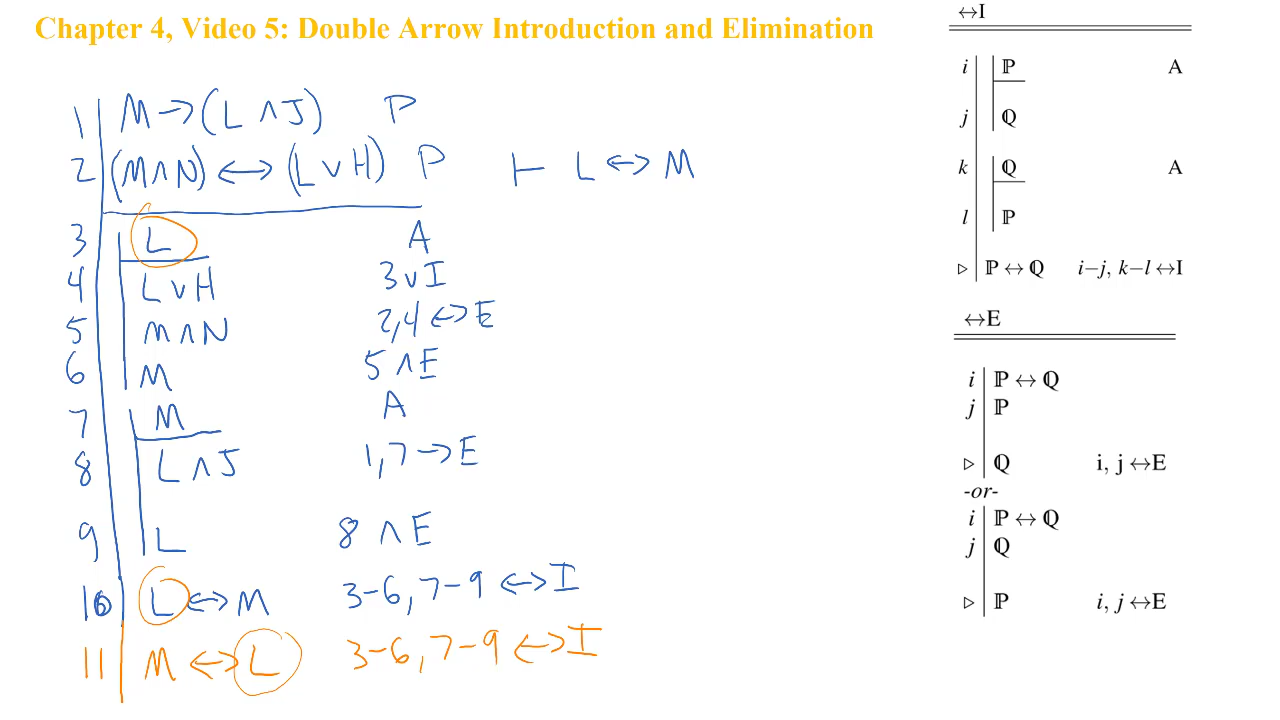 Chapter 4, Video 5: Double Arrow Introduction and Elimination
1 M → (L ∧ J) P
2 (M ∧ N) ↔ (L ∨ H) P ⊢ L ↔ M
3 L A
4 L ∨ H 3 ∨ I
5 M ∧ N 2,4 ↔ E
6 M 5 ∧ E
7 M A
8 L ∧ J 1,7 → E
9 L 8 ∧ E
10 L ↔ M 3-6, 7-9 ↔ I
11 M ↔ L 3-6, 7-9 ↔ I
↔I
i ℙ A
j ℚ
k ℚ A
l ℙ
▷ ℙ ↔ ℚ i–j, k–l ↔I
↔E
i ℙ ↔ ℚ
j ℙ
▷ ℚ i, j ↔E
-or-
i ℙ ↔ ℚ
j ℚ
▷ ℙ i, j ↔E